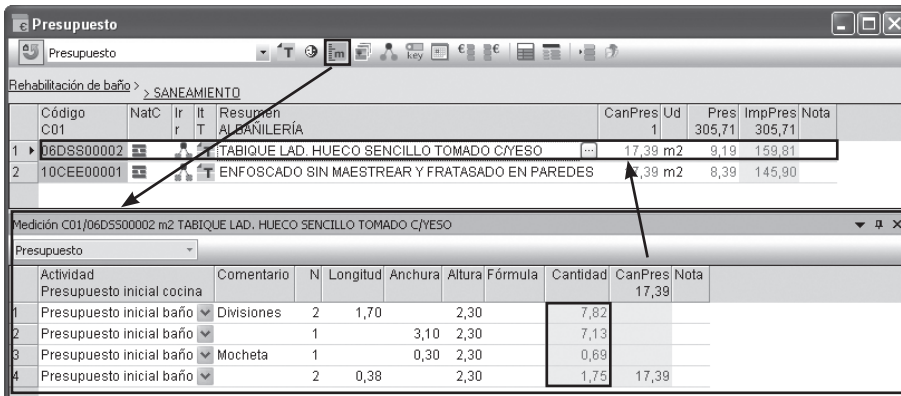 Presupuesto
Presupuesto T m key € €
Rehabilitación de baño > > SANEAMIENTO
Código NatC Ir It Resumen CanPres Ud Pres ImpPres Nota
C01 r T ALBAÑILERÍA 1 305,71 305,71
1 06DSS00002 TABIQUE LAD. HUECO SENCILLO TOMADO C/YESO ... 17,39 m2 9,19 159,81
2 10CEE00001 ENFOSCADO SIN MAESTREAR Y FRATASADO EN PAREDES 17,39 m2 8,39 145,90
Medición C01/06DSS00002 m2 TABIQUE LAD. HUECO SENCILLO TOMADO C/YESO
Presupuesto
Actividad Comentario N Longitud Anchura Altura Fórmula Cantidad CanPres Nota
Presupuesto inicial cocina 17,39
1 Presupuesto inicial baño Divisiones 2 1,70 2,30 7,82
2 Presupuesto inicial baño 1 3,10 2,30 7,13
3 Presupuesto inicial baño Mocheta 1 0,30 2,30 0,69
4 Presupuesto inicial baño 2 0,38 2,30 1,75 17,39